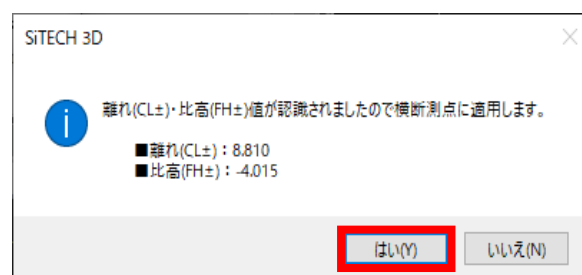 SiTECH 3D
離れ(CL±)・比高(FH±)値が認識されましたので横断測点に適用します。
■離れ(CL±)：8.810
■比高(FH±)：-4.015
はい(Y)
いいえ(N)